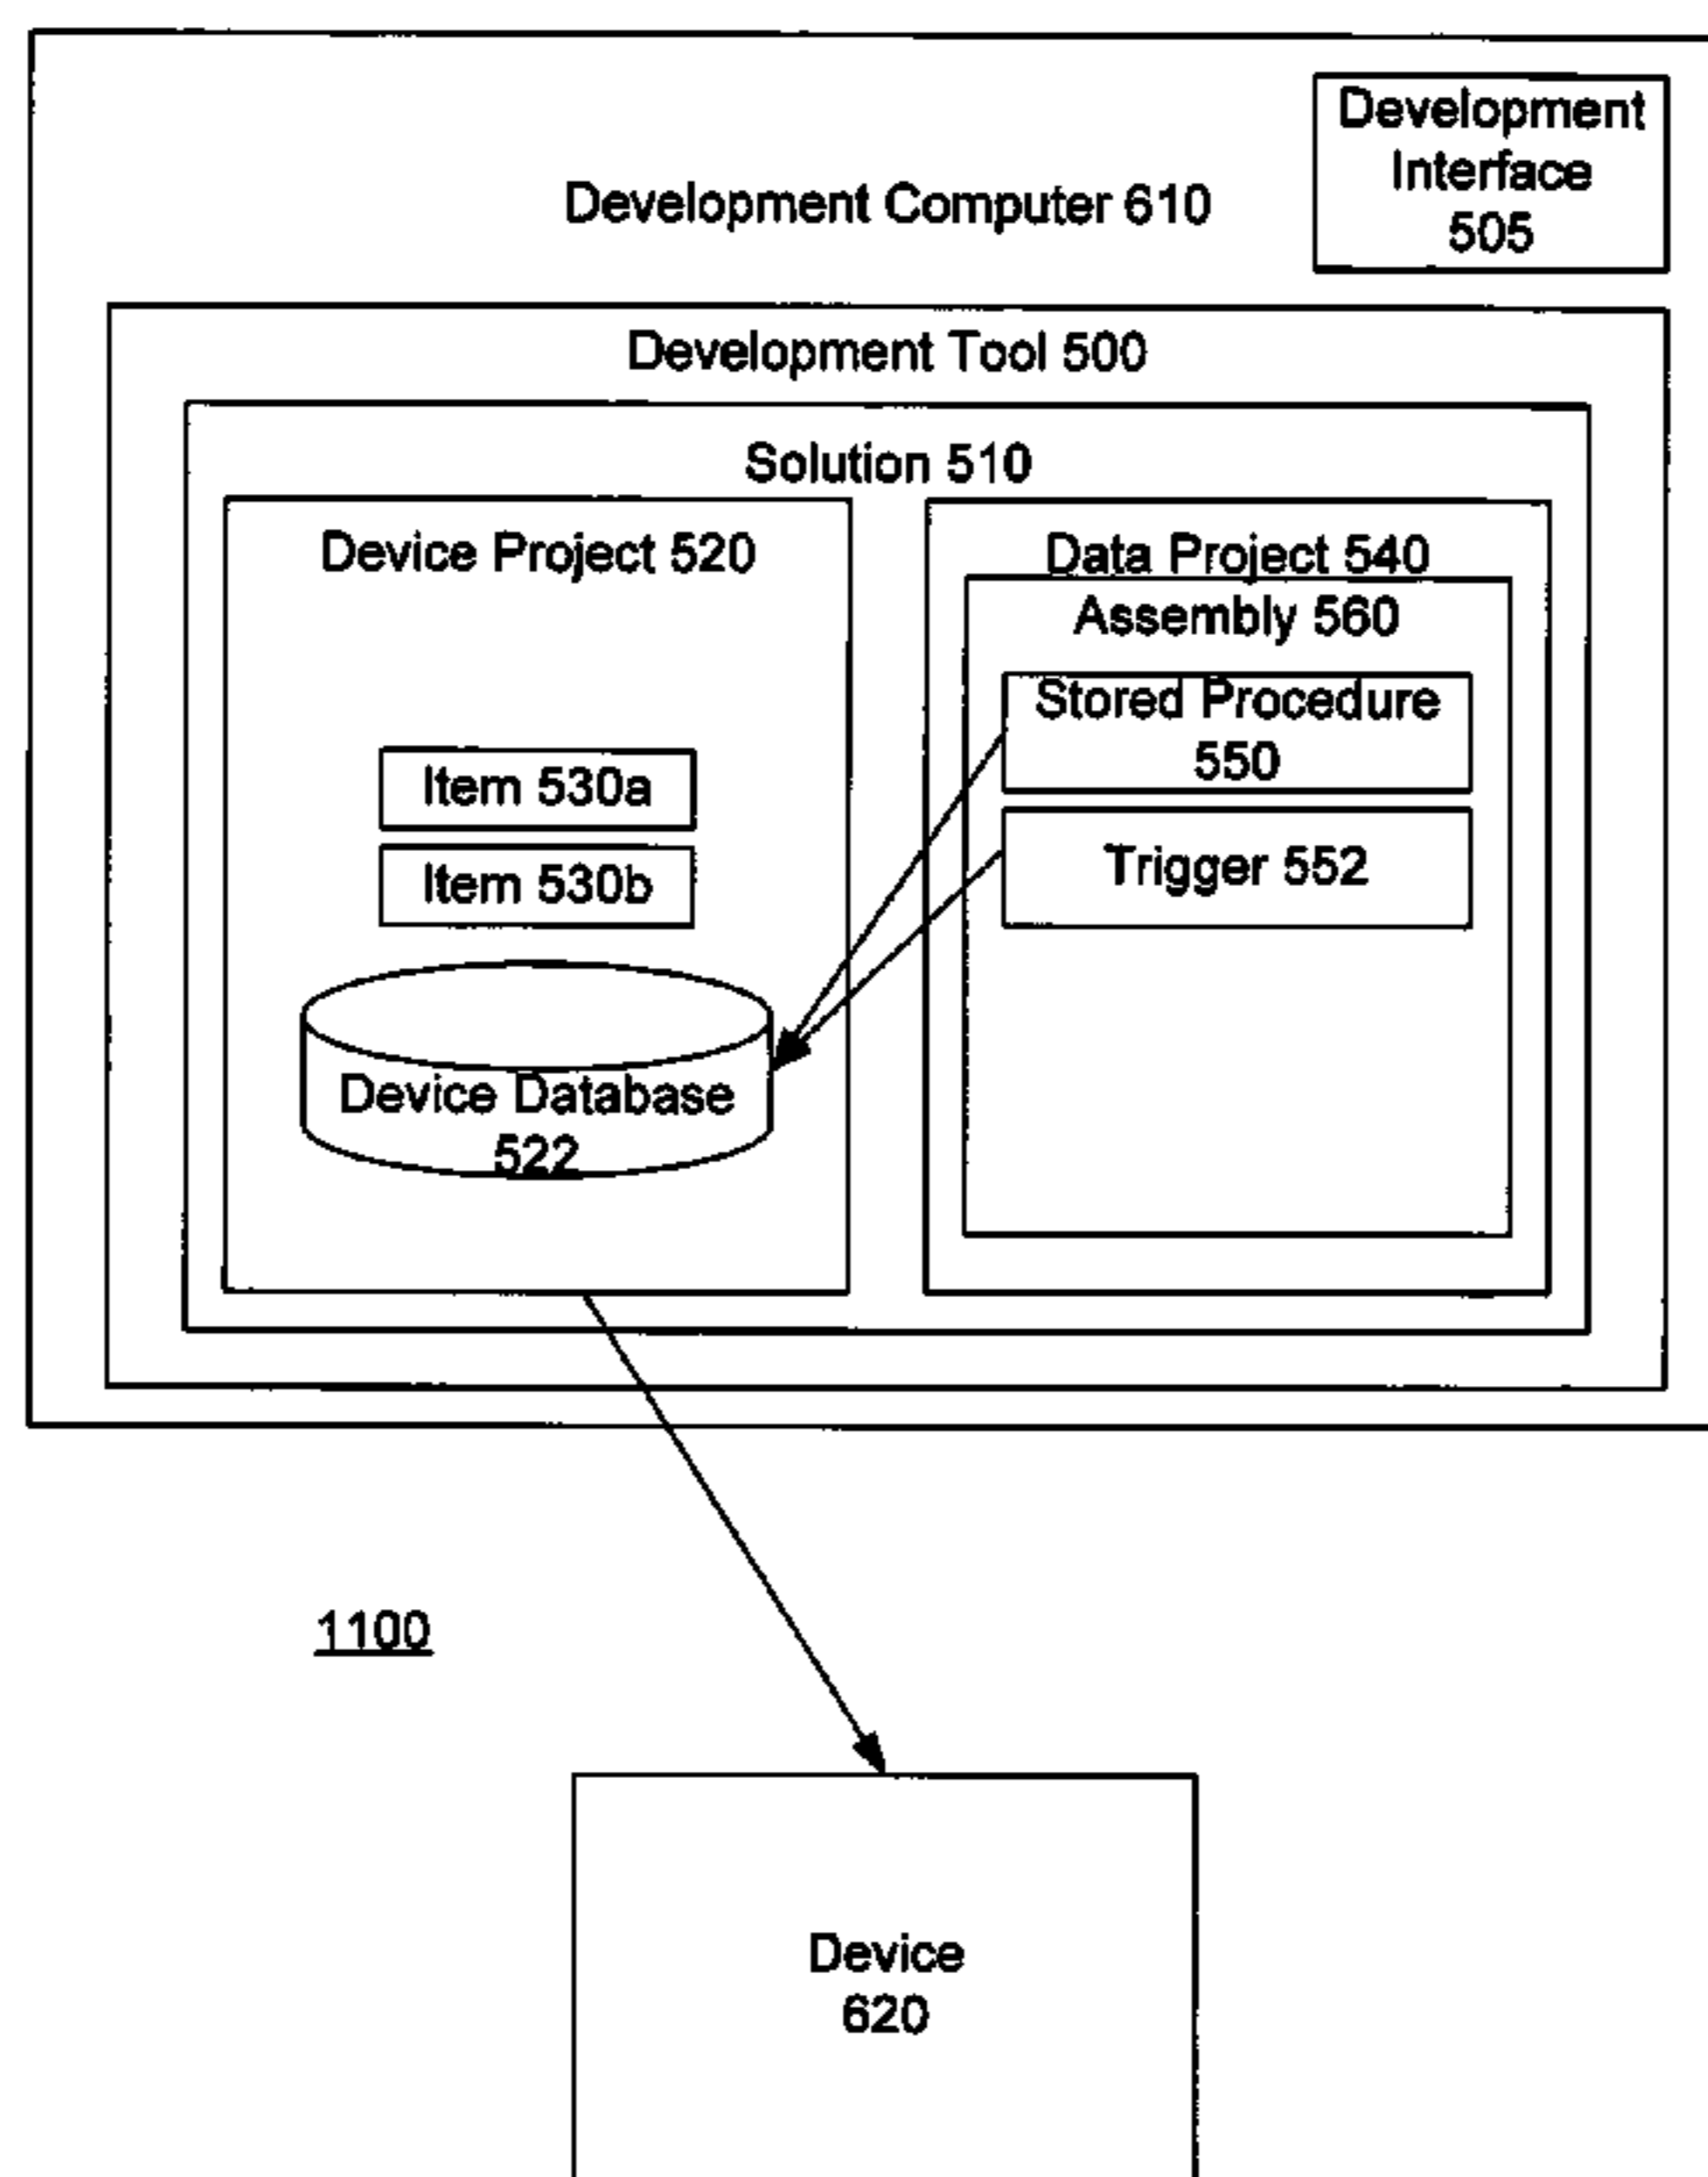 Development
Interface
505
Development Computer 610
Development Tool 500
Solution 510
Device Project 520
Data Project 540
Assembly 560
Stored Procedure
550
Item 530a
Item 530b
Trigger 552
Device Database
522
1100
Device
620